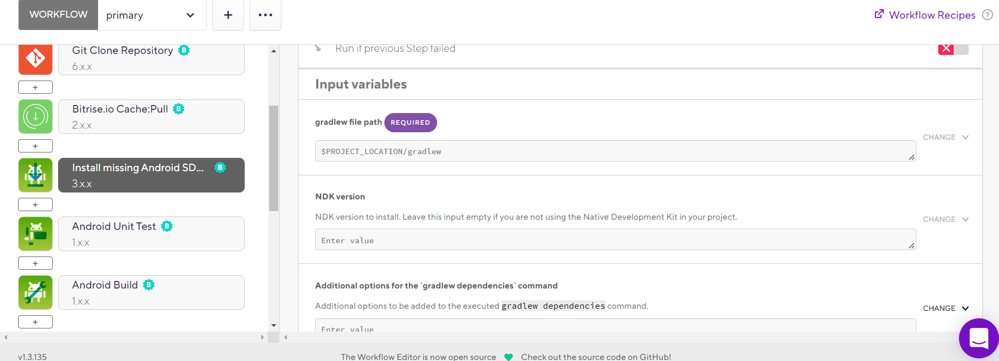 WORKFLOW primary + ... Workflow Recipes ?
Git Clone Repository B
6.x.x
+
Bitrise.io Cache:Pull B
2.x.x
+
Install missing Android SD... B
3.x.x
+
Android Unit Test B
1.x.x
+
Android Build B
1.x.x
+
Run if previous Step failed
Input variables
gradlew file path REQUIRED
CHANGE
$PROJECT_LOCATION/gradlew
NDK version
NDK version to install. Leave this input empty if you are not using the Native Development Kit in your project.
CHANGE
Enter value
Additional options for the `gradlew dependencies` command
Additional options to be added to the executed gradlew dependencies command.
CHANGE
Enter value
v1.3.135
The Workflow Editor is now open source Check out the source code on GitHub!